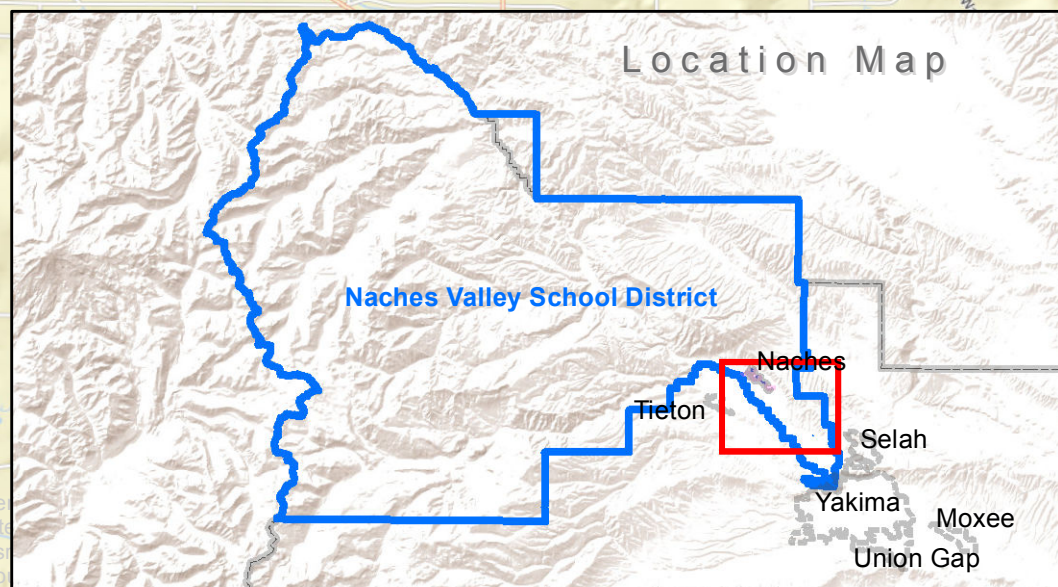 Location Map
Naches Valley School District
Naches
Tieton
Selah
Yakima
Moxee
Union Gap